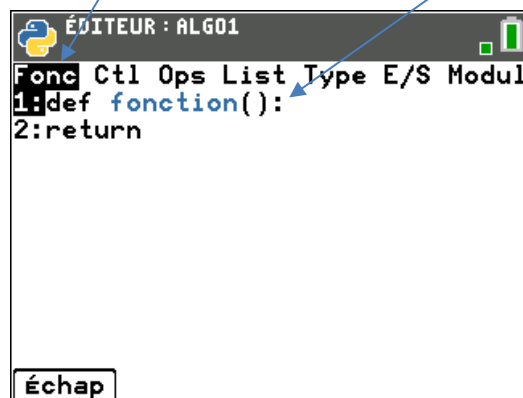 ÉDITEUR : ALGO1
Fonc Ctl Ops List Type E/S Modul
1:def fonction():
2:return
Échap